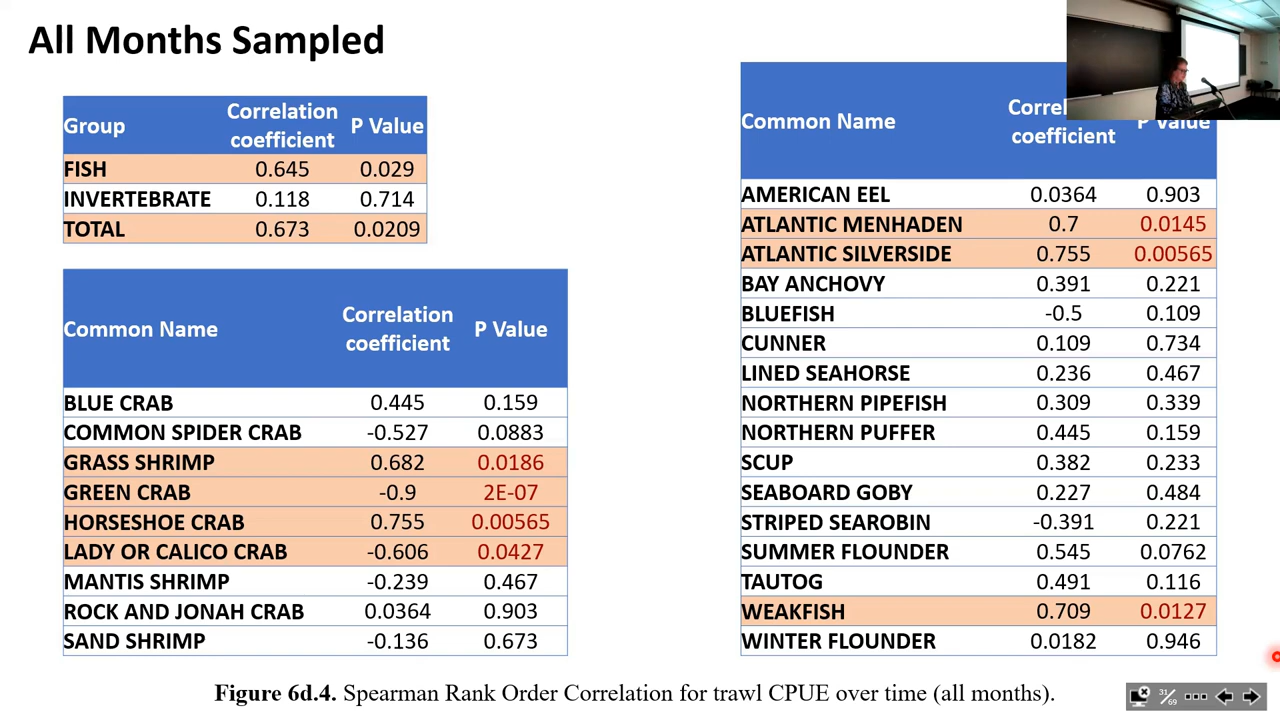 All Months Sampled
Group Correlation coefficient P Value
FISH 0.645 0.029
INVERTEBRATE 0.118 0.714
TOTAL 0.673 0.0209
Common Name Correlation coefficient P Value
BLUE CRAB 0.445 0.159
COMMON SPIDER CRAB -0.527 0.0883
GRASS SHRIMP 0.682 0.0186
GREEN CRAB -0.9 2E-07
HORSESHOE CRAB 0.755 0.00565
LADY OR CALICO CRAB -0.606 0.0427
MANTIS SHRIMP -0.239 0.467
ROCK AND JONAH CRAB 0.0364 0.903
SAND SHRIMP -0.136 0.673
Common Name coefficient P Value
AMERICAN EEL 0.0364 0.903
ATLANTIC MENHADEN 0.7 0.0145
ATLANTIC SILVERSIDE 0.755 0.00565
BAY ANCHOVY 0.391 0.221
BLUEFISH -0.5 0.109
CUNNER 0.109 0.734
LINED SEAHORSE 0.236 0.467
NORTHERN PIPEFISH 0.309 0.339
NORTHERN PUFFER 0.445 0.159
SCUP 0.382 0.233
SEABOARD GOBY 0.227 0.484
STRIPED SEAROBIN -0.391 0.221
SUMMER FLOUNDER 0.545 0.0762
TAUTOG 0.491 0.116
WEAKFISH 0.709 0.0127
WINTER FLOUNDER 0.0182 0.946
Figure 6d.4. Spearman Rank Order Correlation for trawl CPUE over time (all months).
31/69